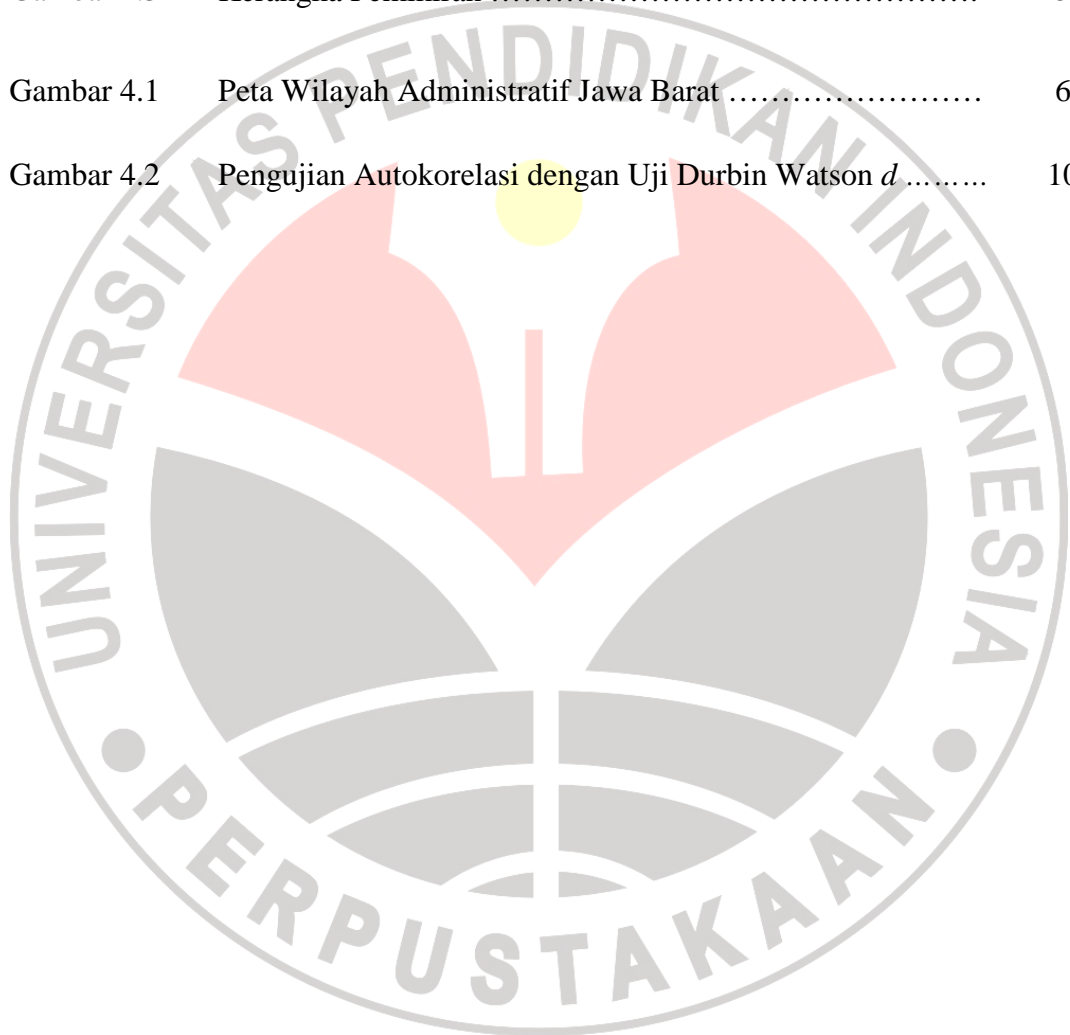 Gambar 4.1 Peta Wilayah Administratif Jawa Barat …………………… 6
Gambar 4.2 Pengujian Autokorelasi dengan Uji Durbin Watson d ……… 10
UNIVERSITAS PENDIDIKAN INDONESIA
PERPUSTAKAAN